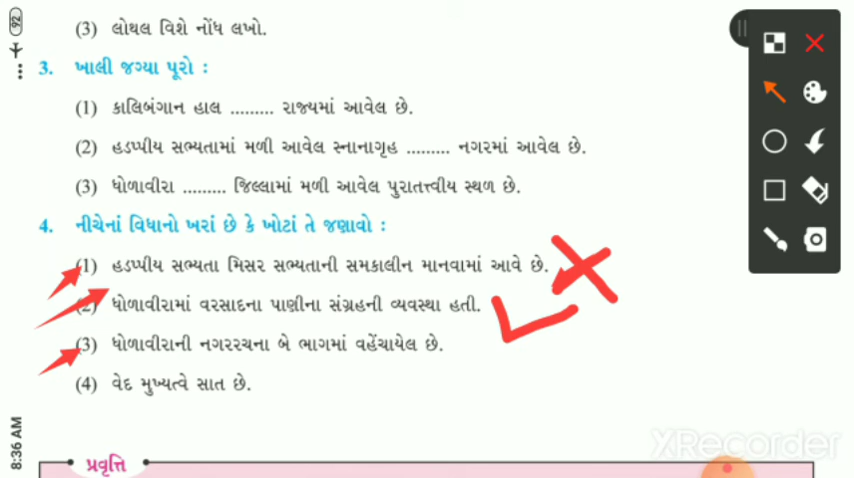 92
(3) લોથલ વિશે નોંધ લખો.
3. ખાલી જગ્યા પૂરો :
(1) કાલિબંગાન હાલ ......... રાજ્યમાં આવેલ છે.
(2) હડપ્પીય સભ્યતામાં મળી આવેલ સ્નાનાગૃહ ......... નગરમાં આવેલ છે.
(3) ધોળાવીરા ......... જિલ્લામાં મળી આવેલ પુરાતત્ત્વીય સ્થળ છે.
4. નીચેનાં વિધાનો ખરાં છે કે ખોટાં તે જણાવો :
(1) હડપ્પીય સભ્યતા મિસર સભ્યતાની સમકાલીન માનવામાં આવે છે.
(2) ધોળાવીરામાં વરસાદના પાણીના સંગ્રહની વ્યવસ્થા હતી.
(3) ધોળાવીરાની નગરરચના બે ભાગમાં વહેંચાયેલ છે.
(4) વેદ મુખ્યત્વે સાત છે.
8:36 AM
XRecorder
પ્રવૃત્તિ